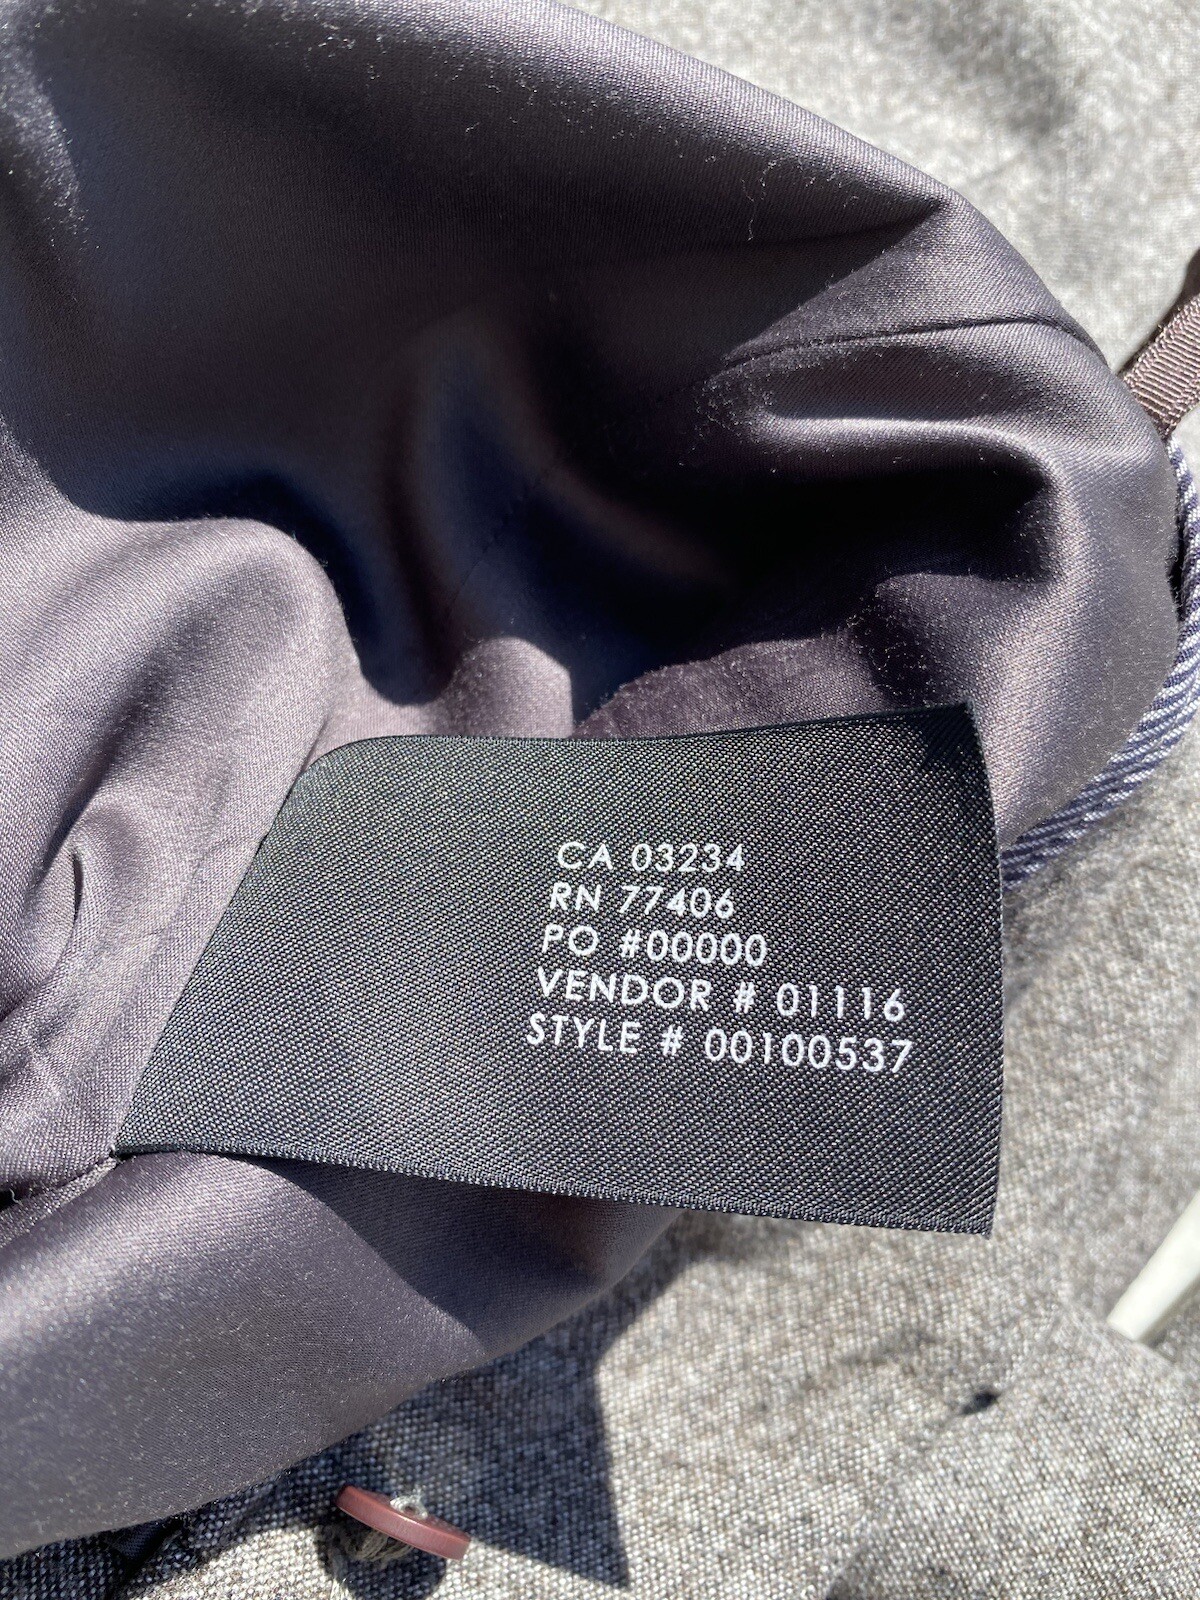 CA 03234
RN 77406
PO #00000
VENDOR # 01116
STYLE # 00100537